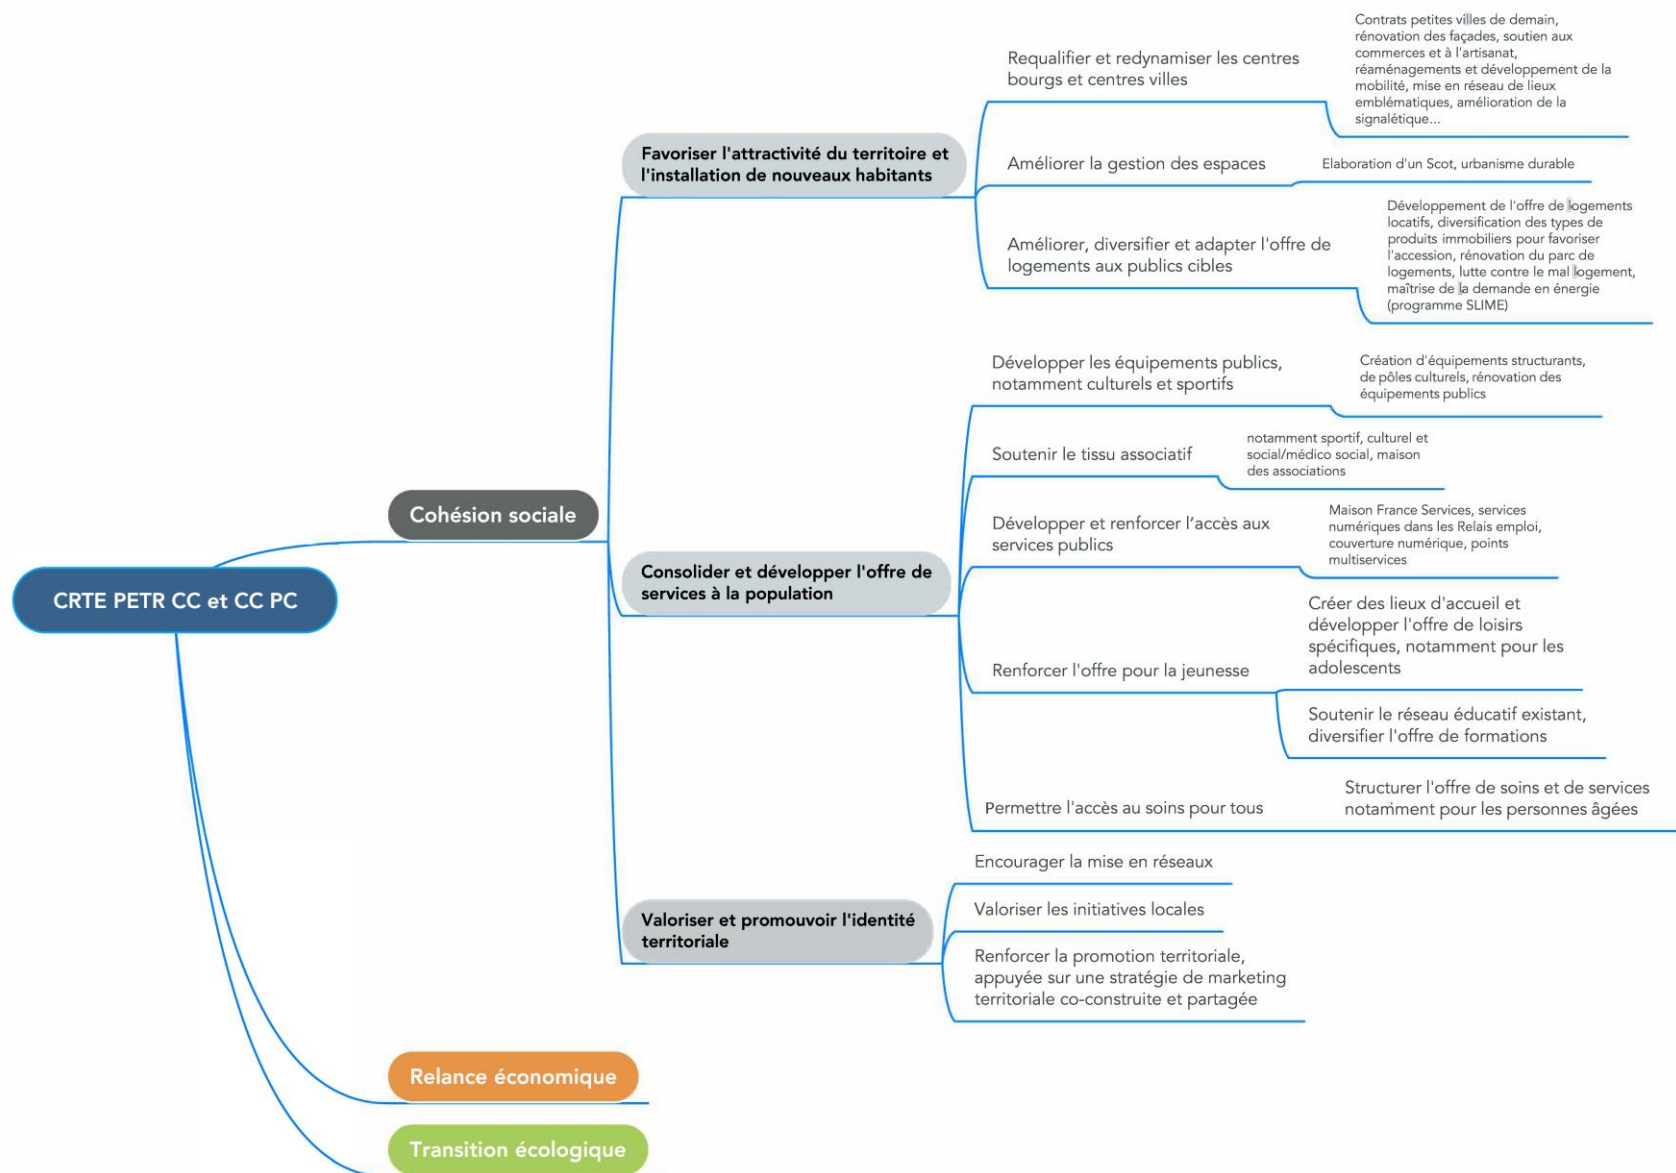 CRTE PETR CC et CC PC
Cohésion sociale
Favoriser l'attractivité du territoire et
l'installation de nouveaux habitants
Requalifier et redynamiser les centres
bourgs et centres villes
Contrats petites villes de demain,
rénovation des façades, soutien aux
commerces et à l'artisanat,
réaménagements et développement de la
mobilité, mise en réseau de lieux
emblématiques, amélioration de la
signalétique...
Améliorer la gestion des espaces
Elaboration d'un Scot, urbanisme durable
Améliorer, diversifier et adapter l'offre de
logements aux publics cibles
Développement de l'offre de logements
locatifs, diversification des types de
produits immobiliers pour favoriser
l'accession, rénovation du parc de
logements, lutte contre le mal logement,
maîtrise de la demande en énergie
(programme SLIME)
Consolider et développer l'offre de
services à la population
Développer les équipements publics,
notamment culturels et sportifs
Création d'équipements structurants,
de pôles culturels, rénovation des
équipements publics
Soutenir le tissu associatif
notamment sportif, culturel et
social/médico social, maison
des associations
Développer et renforcer l'accès aux
services publics
Maison France Services, services
numériques dans les Relais emploi,
couverture numérique, points
multiservices
Renforcer l'offre pour la jeunesse
Créer des lieux d'accueil et
développer l'offre de loisirs
spécifiques, notamment pour les
adolescents
Soutenir le réseau éducatif existant,
diversifier l'offre de formations
Permettre l'accès au soins pour tous
Structurer l'offre de soins et de services
notamment pour les personnes âgées
Valoriser et promouvoir l'identité
territoriale
Encourager la mise en réseaux
Valoriser les initiatives locales
Renforcer la promotion territoriale,
appuyée sur une stratégie de marketing
territoriale co-construite et partagée
Relance économique
Transition écologique